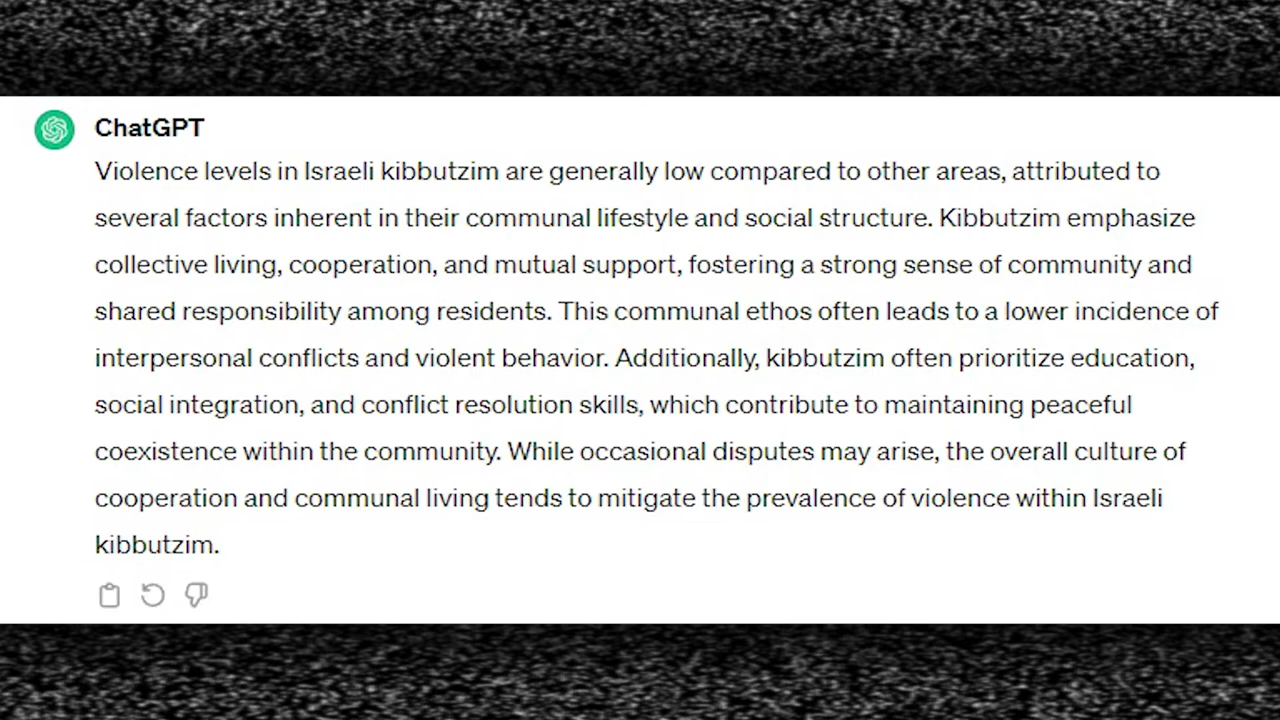 ChatGPT
Violence levels in Israeli kibbutzim are generally low compared to other areas, attributed to
several factors inherent in their communal lifestyle and social structure. Kibbutzim emphasize
collective living, cooperation, and mutual support, fostering a strong sense of community and
shared responsibility among residents. This communal ethos often leads to a lower incidence of
interpersonal conflicts and violent behavior. Additionally, kibbutzim often prioritize education,
social integration, and conflict resolution skills, which contribute to maintaining peaceful
coexistence within the community. While occasional disputes may arise, the overall culture of
cooperation and communal living tends to mitigate the prevalence of violence within Israeli
kibbutzim.